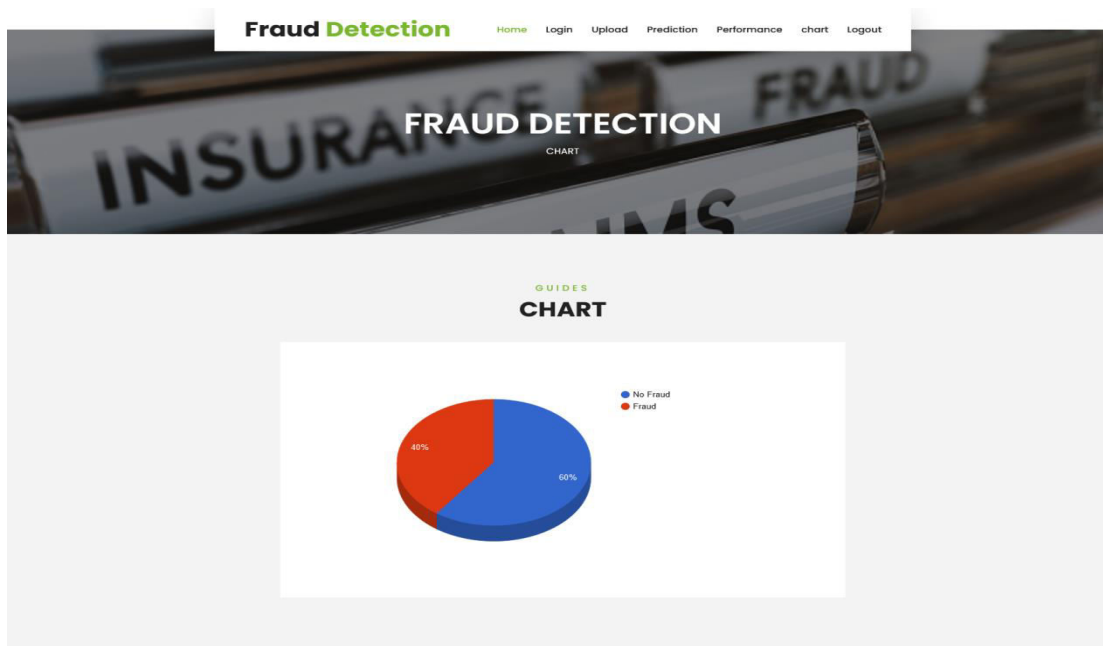 Fraud Detection
Home Login Upload Prediction Performance chart Logout
INSURANCE FRAUD
FRAUD DETECTION
CHART
GUIDES
CHART
No Fraud
Fraud
40%
60%